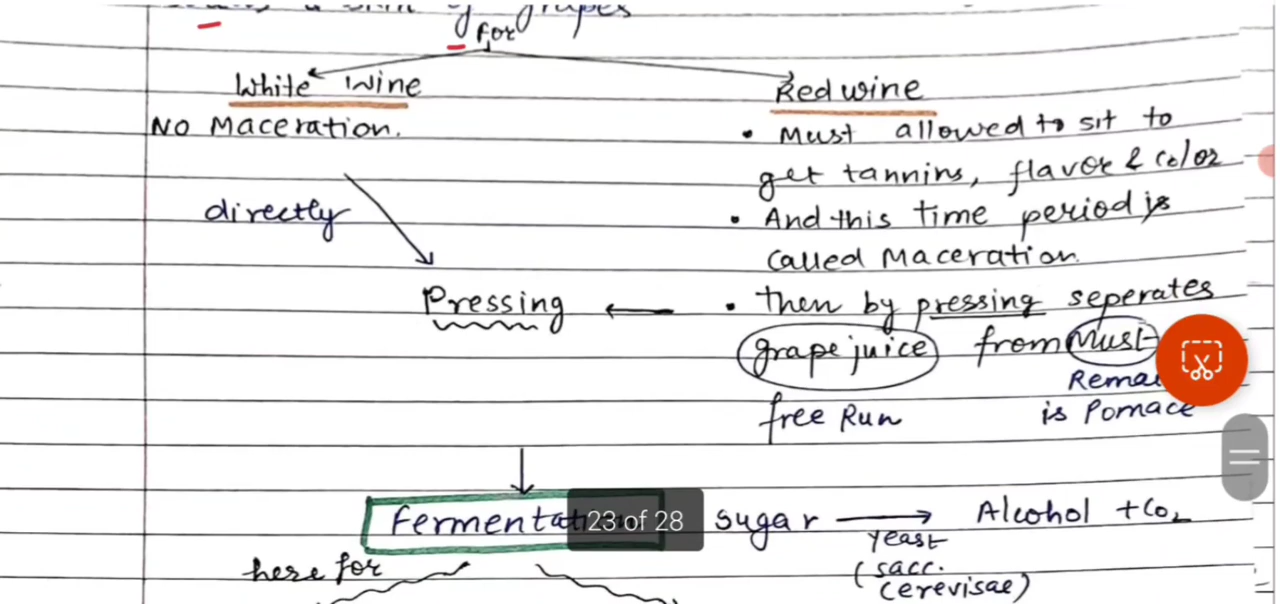 grapes
for
White Wine
Red wine
No Maceration.
• Must allowed to sit to
get tannins, flavor & color
directly
• And this time period is
called Maceration
Pressing
• then by pressing seperates
grape juice from Must
free Run
is Pomace
Fermentat
23 of 28
sugar → Alcohol + CO2
yeast
(sacc.
cerevisae)
here for